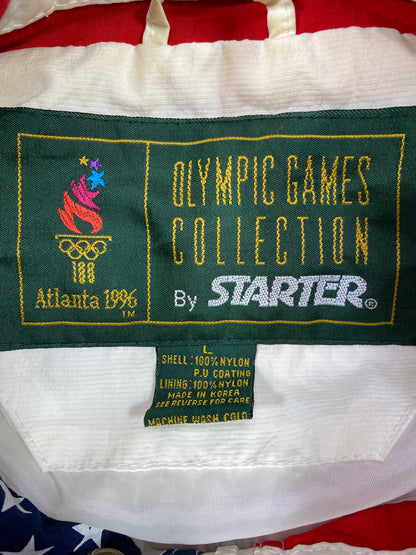 OLYMPIC GAMES
COLLECTION
By STARTER®
Atlanta 1996
TM
L
SHELL: 100% NYLON
P.U COATING
LINING: 100% NYLON
MADE IN KOREA
SEE REVERSE FOR CARE
MACHINE WASH COLD